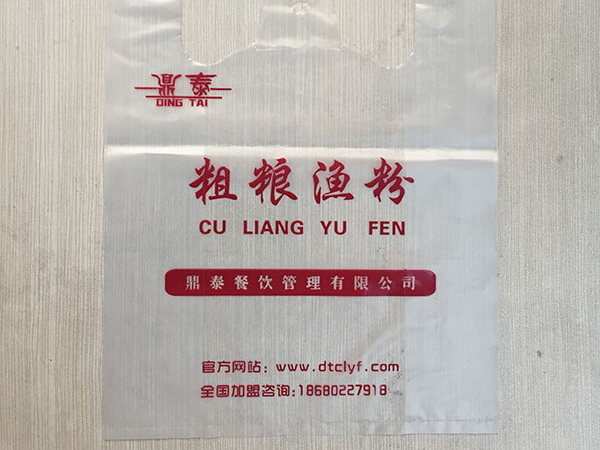 鼎泰
DING TAI
粗粮渔粉
CU LIANG YU FEN
鼎泰餐饮管理有限公司
官方网站：www.dtclyf.com
全国加盟咨询:18680227918